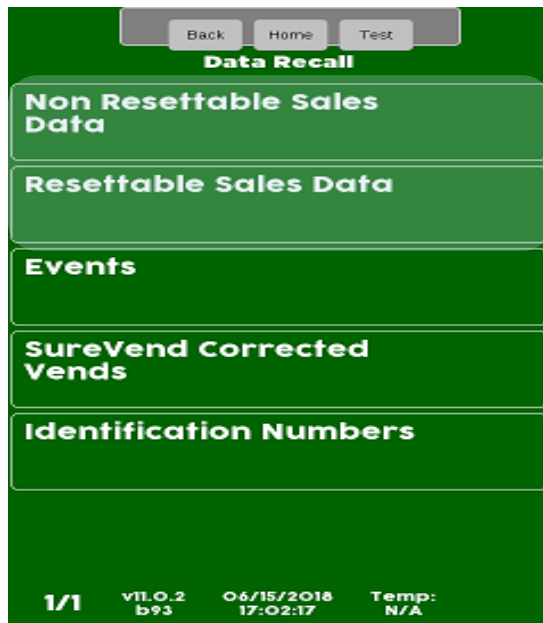 Back Home Test
Data Recall
Non Resettable Sales
Data
Resettable Sales Data
Events
SureVend Corrected
Vends
Identification Numbers
1/1 v11.0.2 06/15/2018 Temp:
b93 17:02:17 N/A